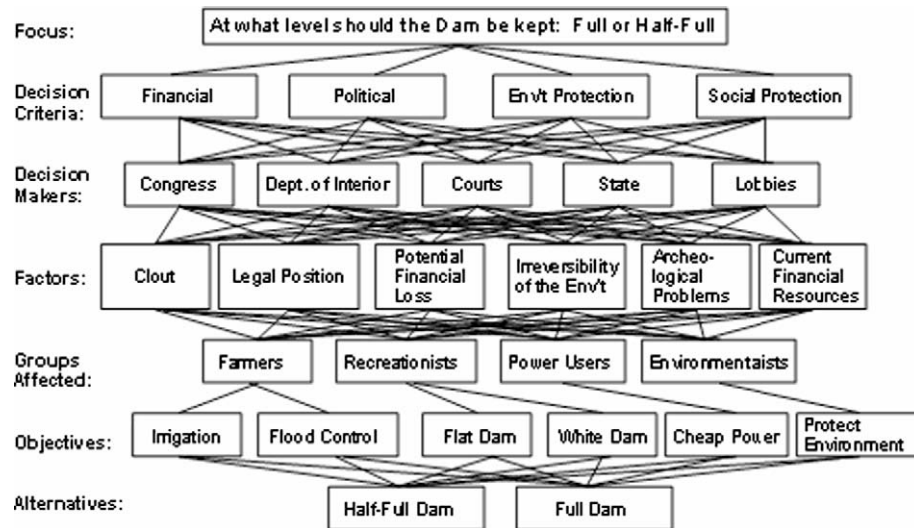 Focus:
At what levels should the Dam be kept: Full or Half-Full
Decision
Criteria:
Financial
Political
Env't Protection
Social Protection
Decision
Makers:
Congress
Dept. of Interior
Courts
State
Lobbies
Factors:
Clout
Legal Position
Potential
Financial
Loss
Irreversibility
of the Env't
Archeo-
logical
Problems
Current
Financial
Resources
Groups
Affected:
Farmers
Recreationists
Power Users
Environmentaists
Objectives:
Irrigation
Flood Control
Flat Dam
White Dam
Cheap Power
Protect
Environment
Alternatives:
Half-Full Dam
Full Dam